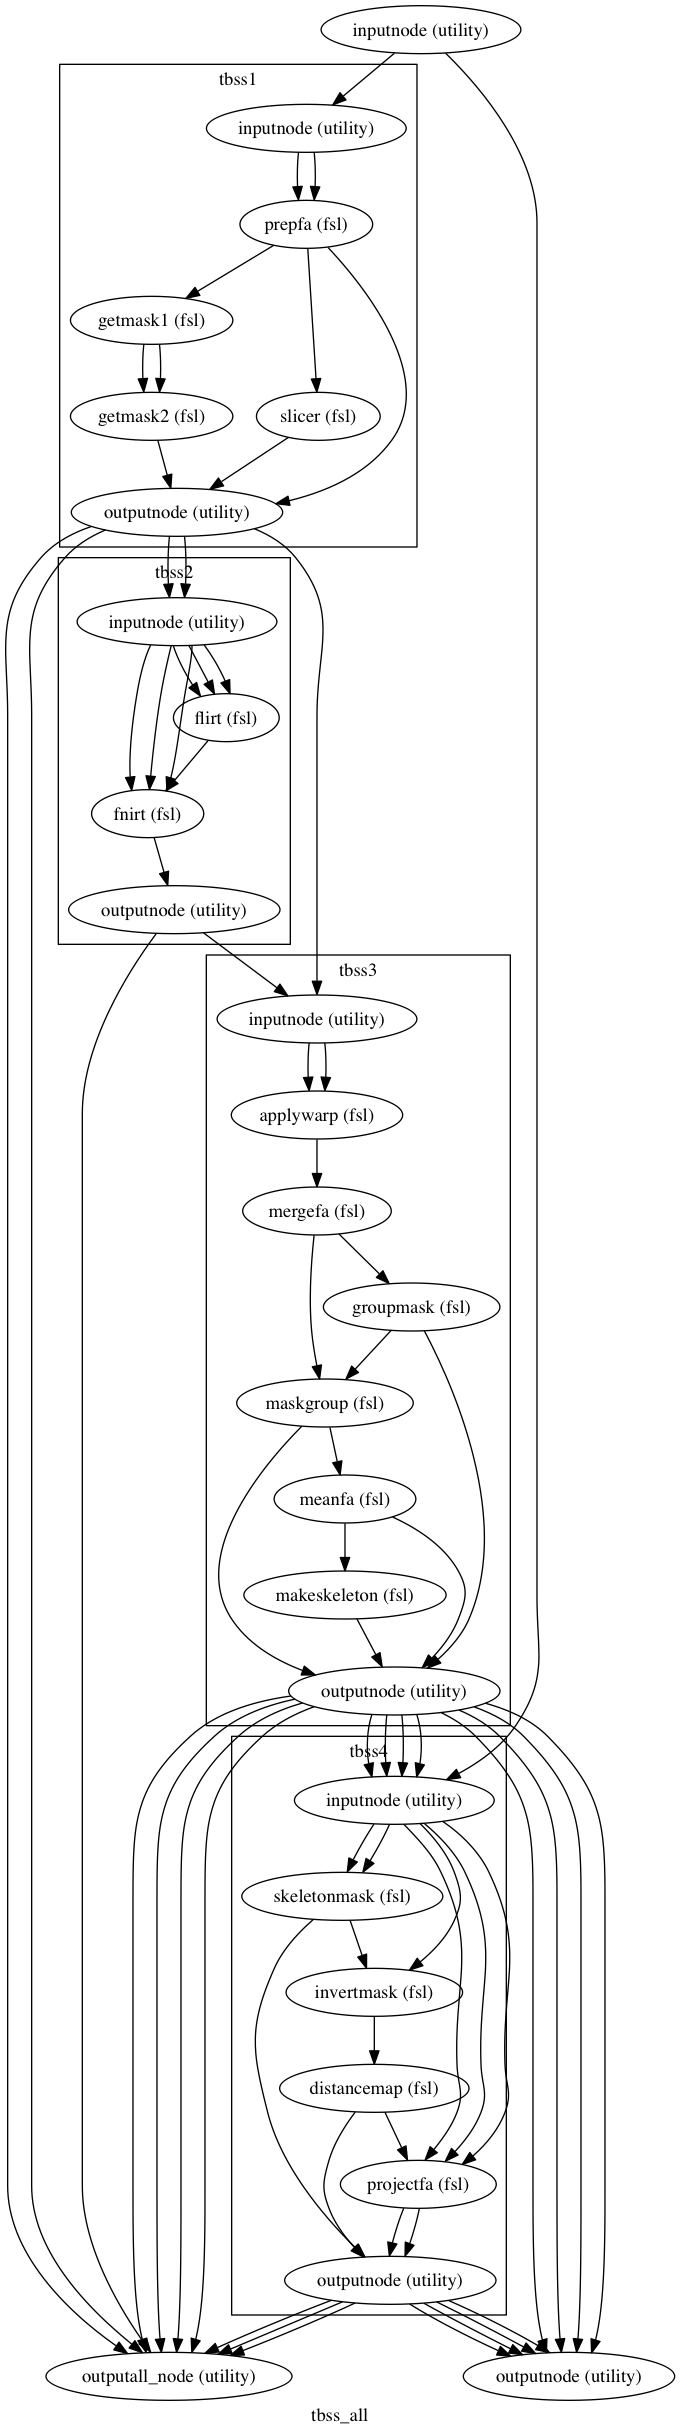 inputnode (utility)
tbss1
inputnode (utility)
prepfa (fsl)
getmask1 (fsl)
getmask2 (fsl)
slicer (fsl)
outputnode (utility)
tbss2
inputnode (utility)
flirt (fsl)
fnirt (fsl)
outputnode (utility)
tbss3
inputnode (utility)
applywarp (fsl)
mergefa (fsl)
groupmask (fsl)
maskgroup (fsl)
meanfa (fsl)
makeskeleton (fsl)
outputnode (utility)
tbss4
inputnode (utility)
skeletonmask (fsl)
invertmask (fsl)
distancemap (fsl)
projectfa (fsl)
outputnode (utility)
outputall_node (utility)
outputnode (utility)
tbss_all